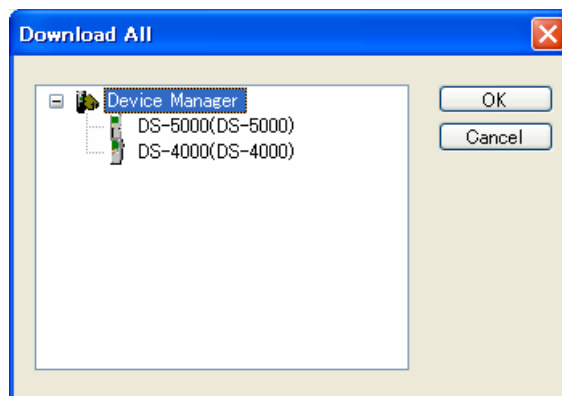 Download All
Device Manager
DS-5000(DS-5000)
DS-4000(DS-4000)
OK
Cancel